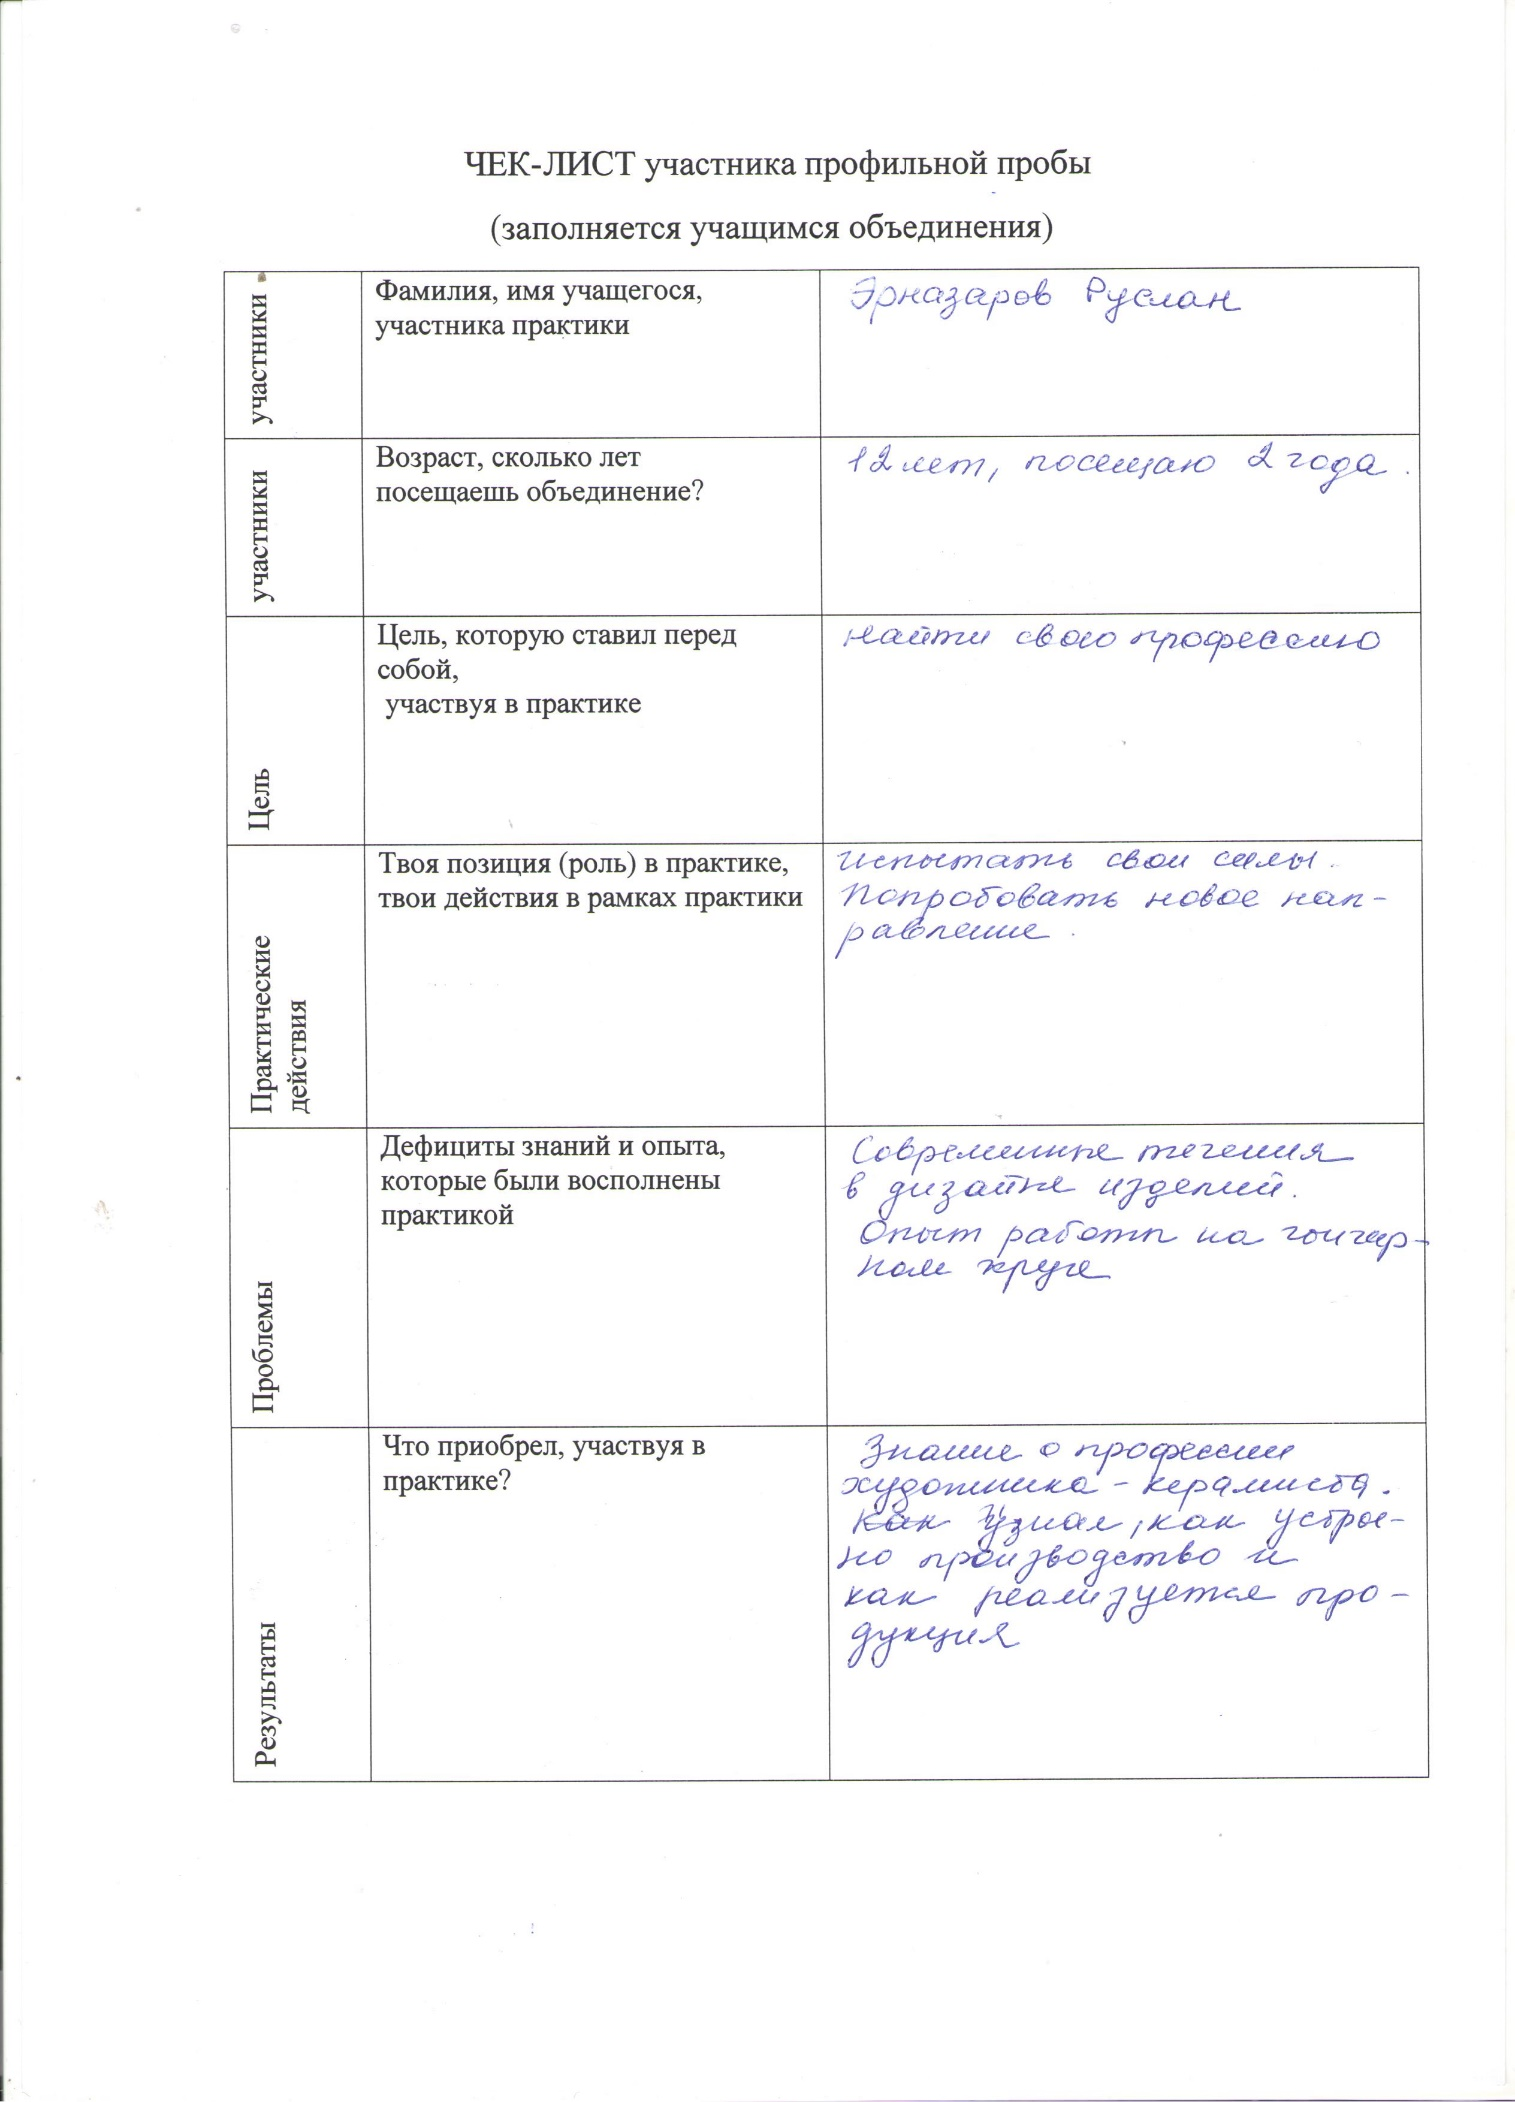 ЧЕК-ЛИСТ участника профильной пробы
(заполняется учащимся объединения)
участники
Фамилия, имя учащегося,
участника практики
Эрназаров Руслан
участники
Возраст, сколько лет
посещаешь объединение?
12 лет, посещаю 2 года.
Цель
Цель, которую ставил перед
собой,
участвуя в практике
найти свою профессию
Практические
действия
Твоя позиция (роль) в практике,
твои действия в рамках практики
Испытать свои силы.
Попробовать новое нап-
равление.
Проблемы
Дефициты знаний и опыта,
которые были восполнены
практикой
Современные течения
в дизайне изделий.
Опыт работы на гончар-
ном круге
Результаты
Что приобрел, участвуя в
практике?
Знание о профессии
художника - керамиста.
Как Узнал, как устрое-
но производство и
как реализуется про-
дукция